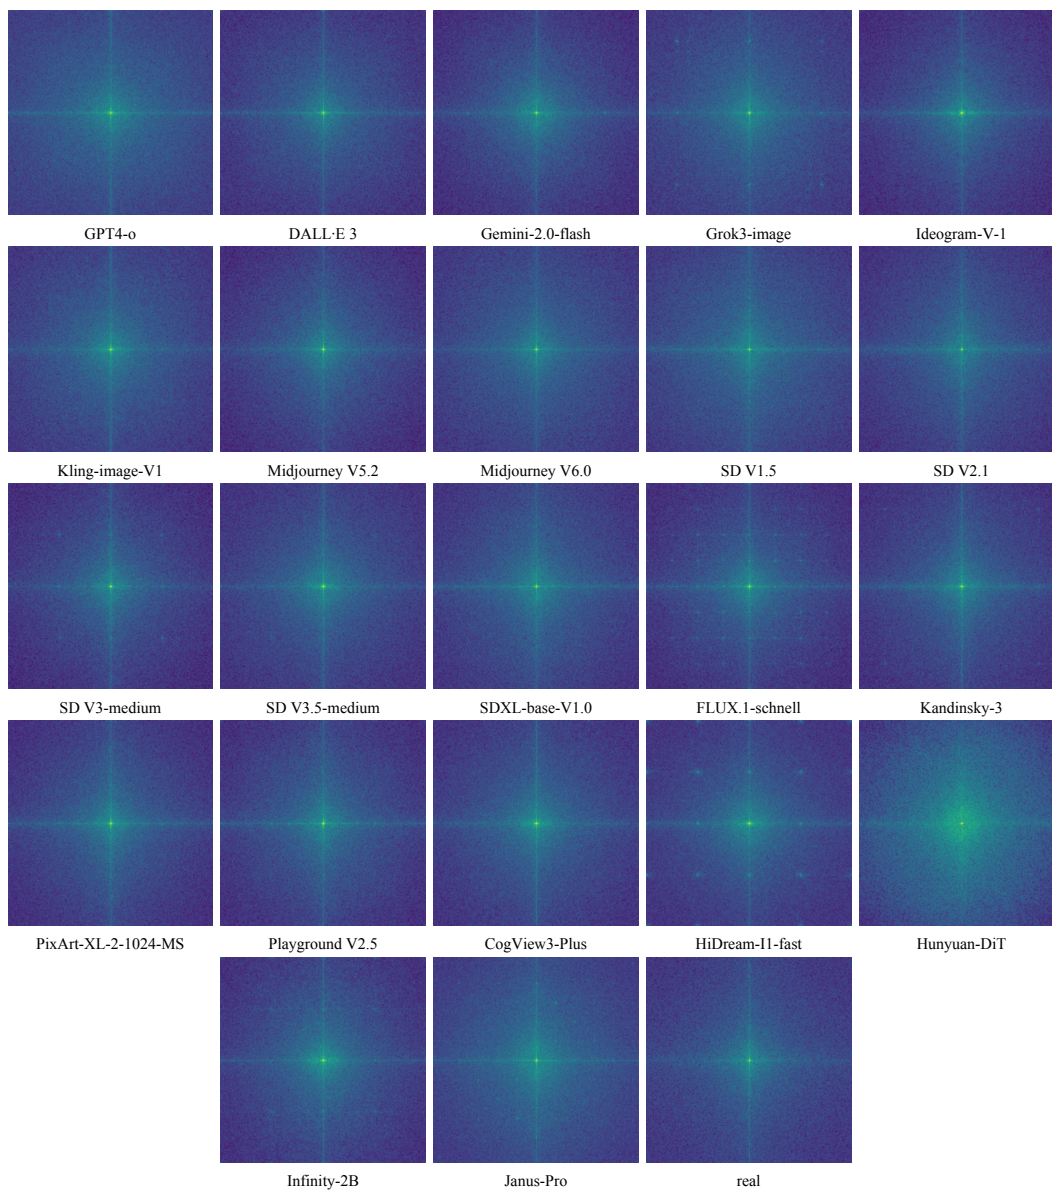 GPT4-o
DALL·E 3
Gemini-2.0-flash
Grok3-image
Ideogram-V-1
Kling-image-V1
Midjourney V5.2
Midjourney V6.0
SD V1.5
SD V2.1
SD V3-medium
SD V3.5-medium
SDXL-base-V1.0
FLUX.1-schnell
Kandinsky-3
PixArt-XL-2-1024-MS
Playground V2.5
CogView3-Plus
HiDream-I1-fast
Hunyuan-DiT
Infinity-2B
Janus-Pro
real